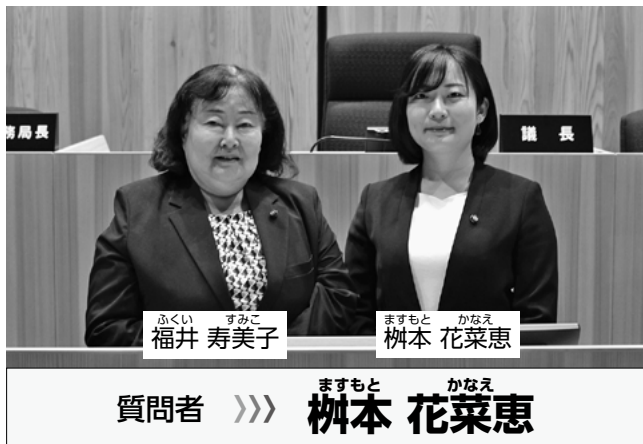 務局長
議長
ふくい すみこ
福井 寿美子
ますもと かなえ
桝本 花菜恵
ますもと かなえ
質問者 》》 桝本 花菜恵